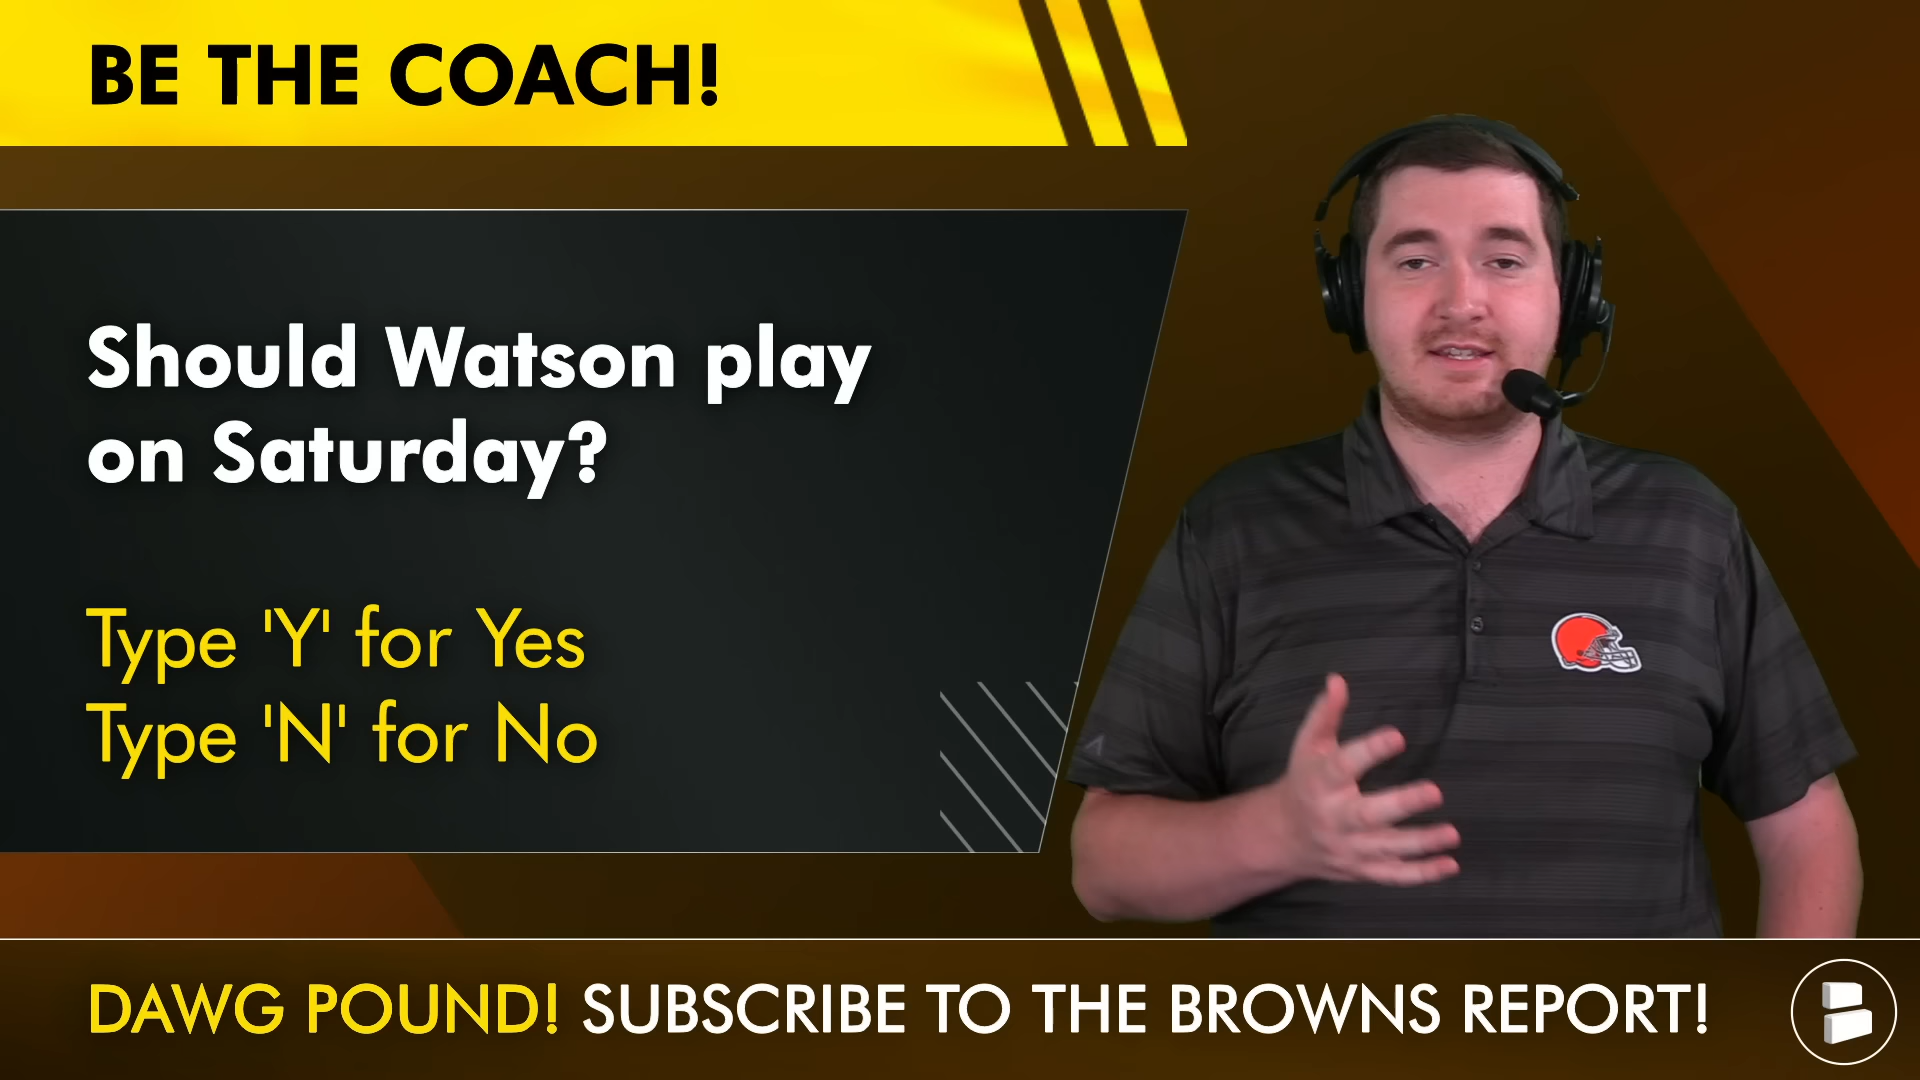 BE THE COACH!
Should Watson play
on Saturday?
Type 'Y' for Yes
Type 'N' for No
DAWG POUND! SUBSCRIBE TO THE BROWNS REPORT!